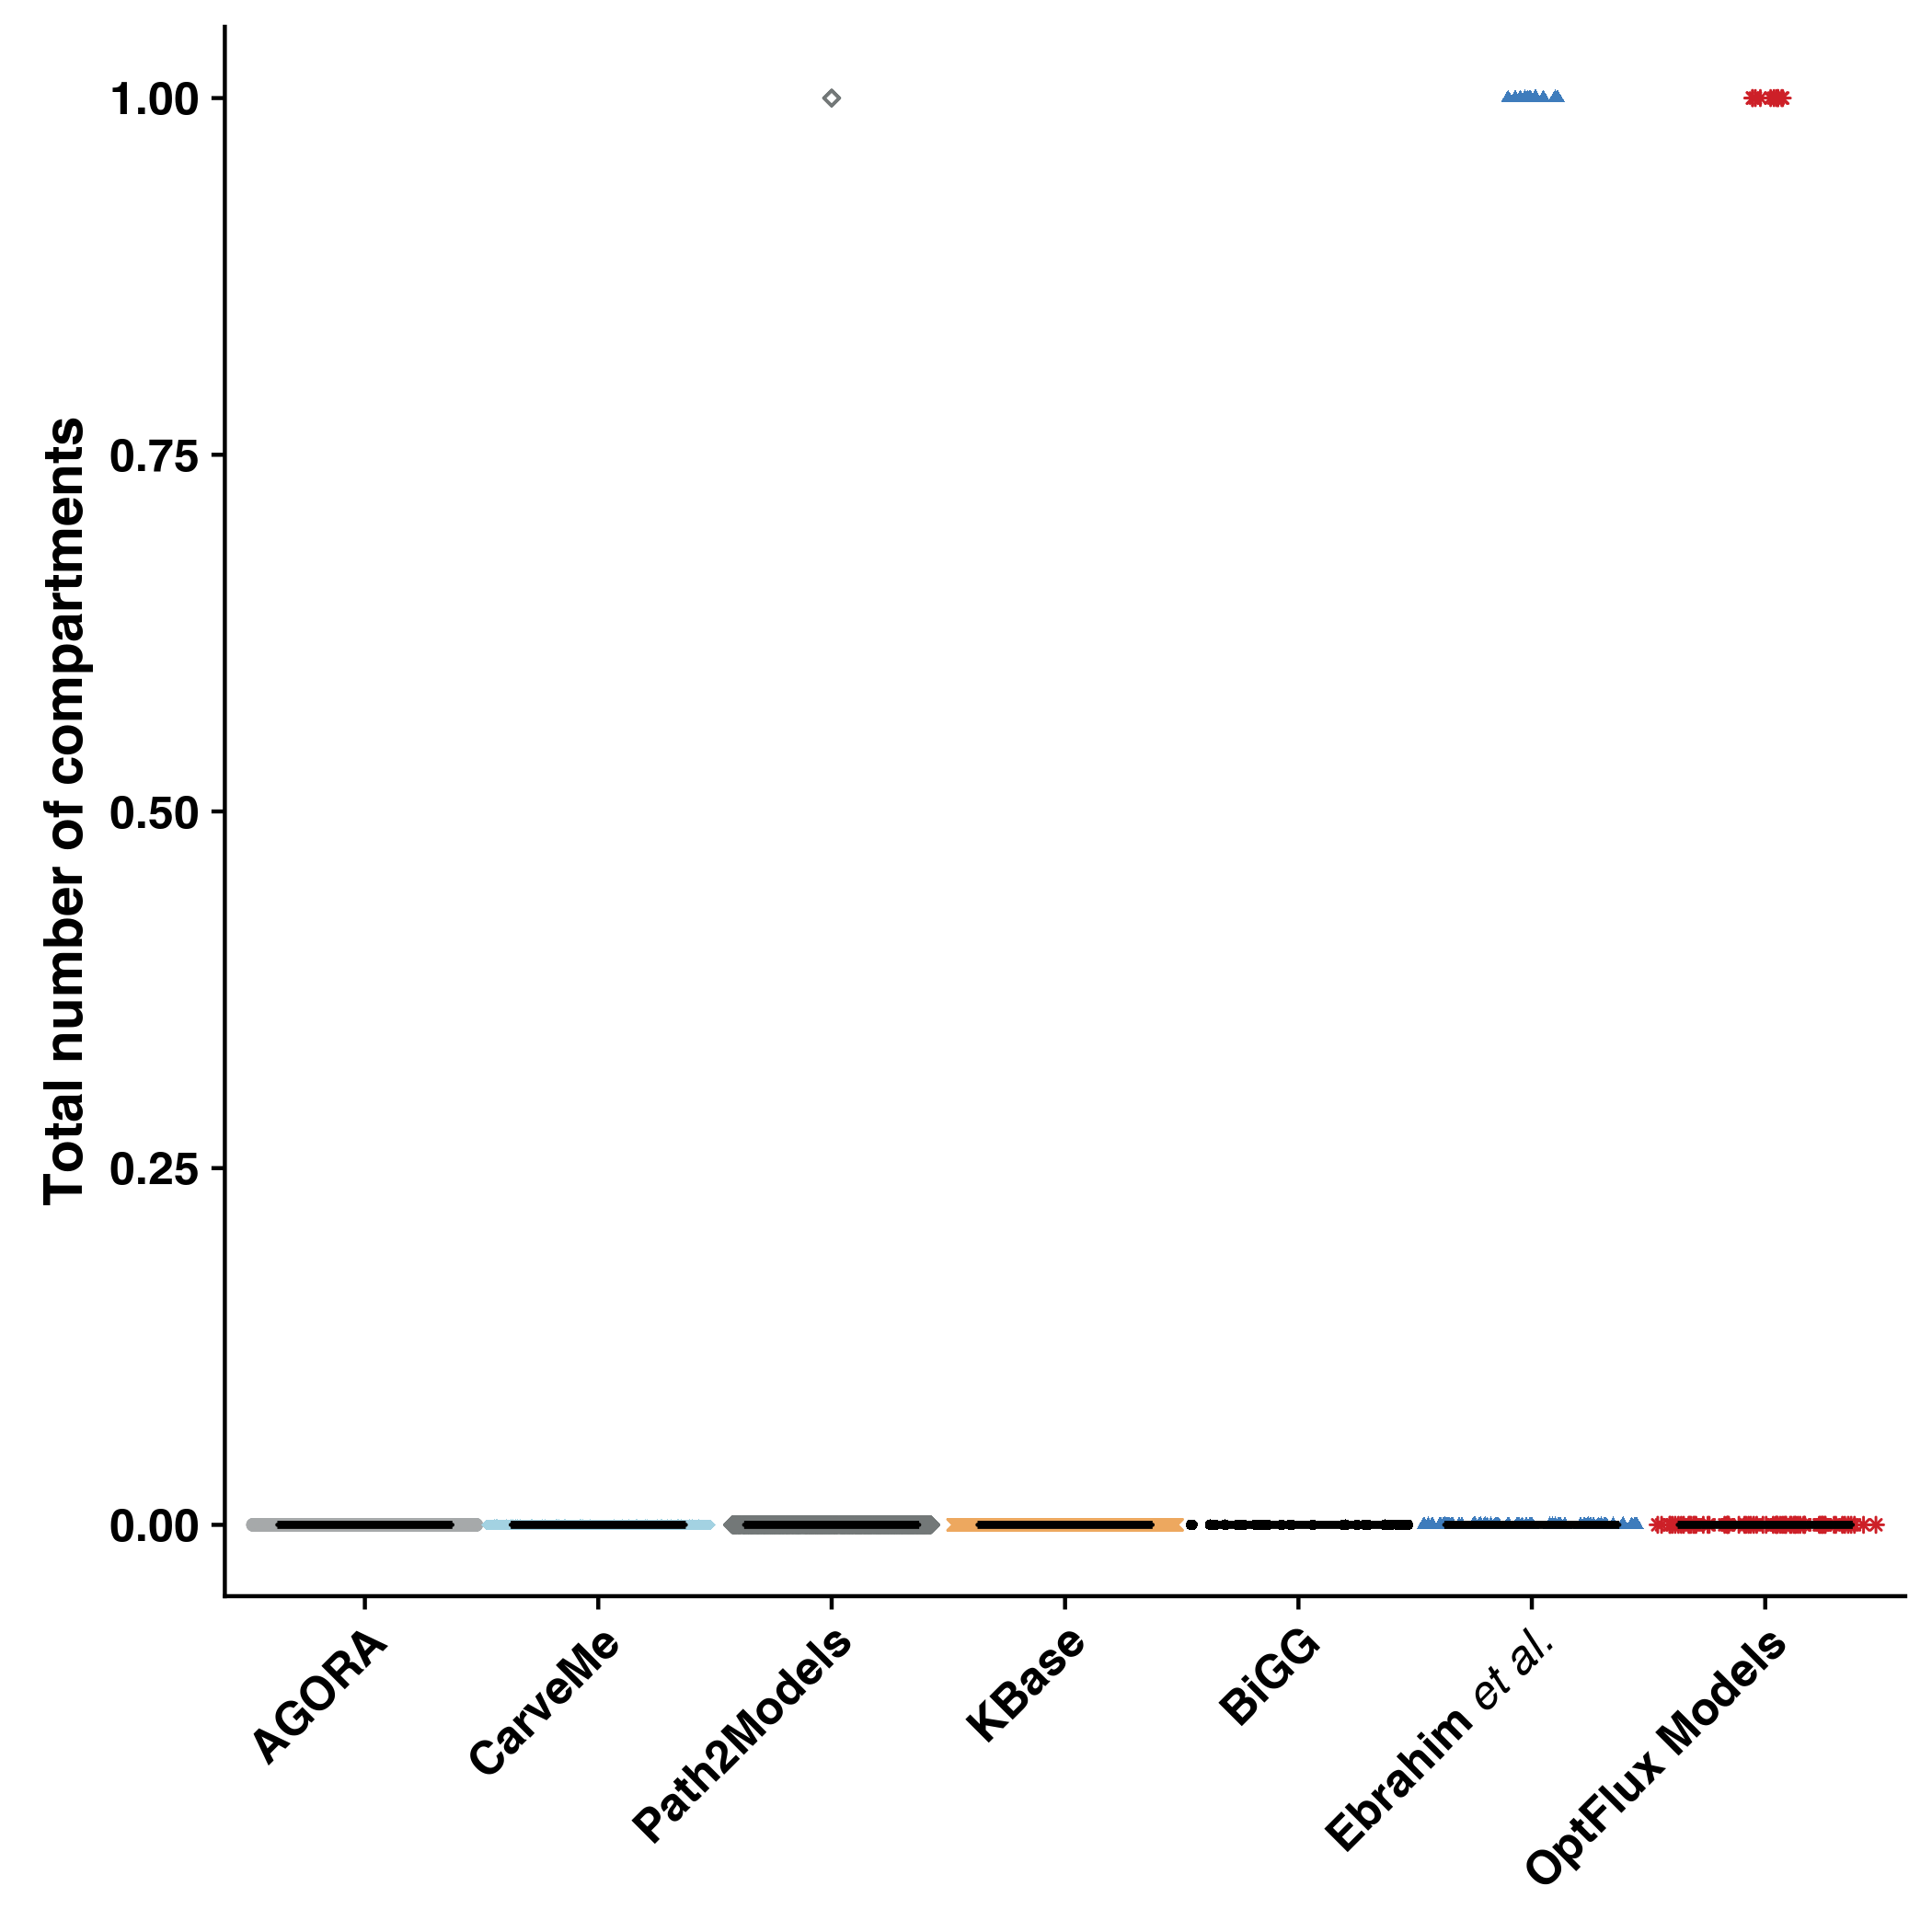 Total number of compartments
1.00
0.75
0.50
0.25
0.00
AGORA
CarveMe
Path2Models
KBase
BiGG
Ebrahim et al.
OptFlux Models